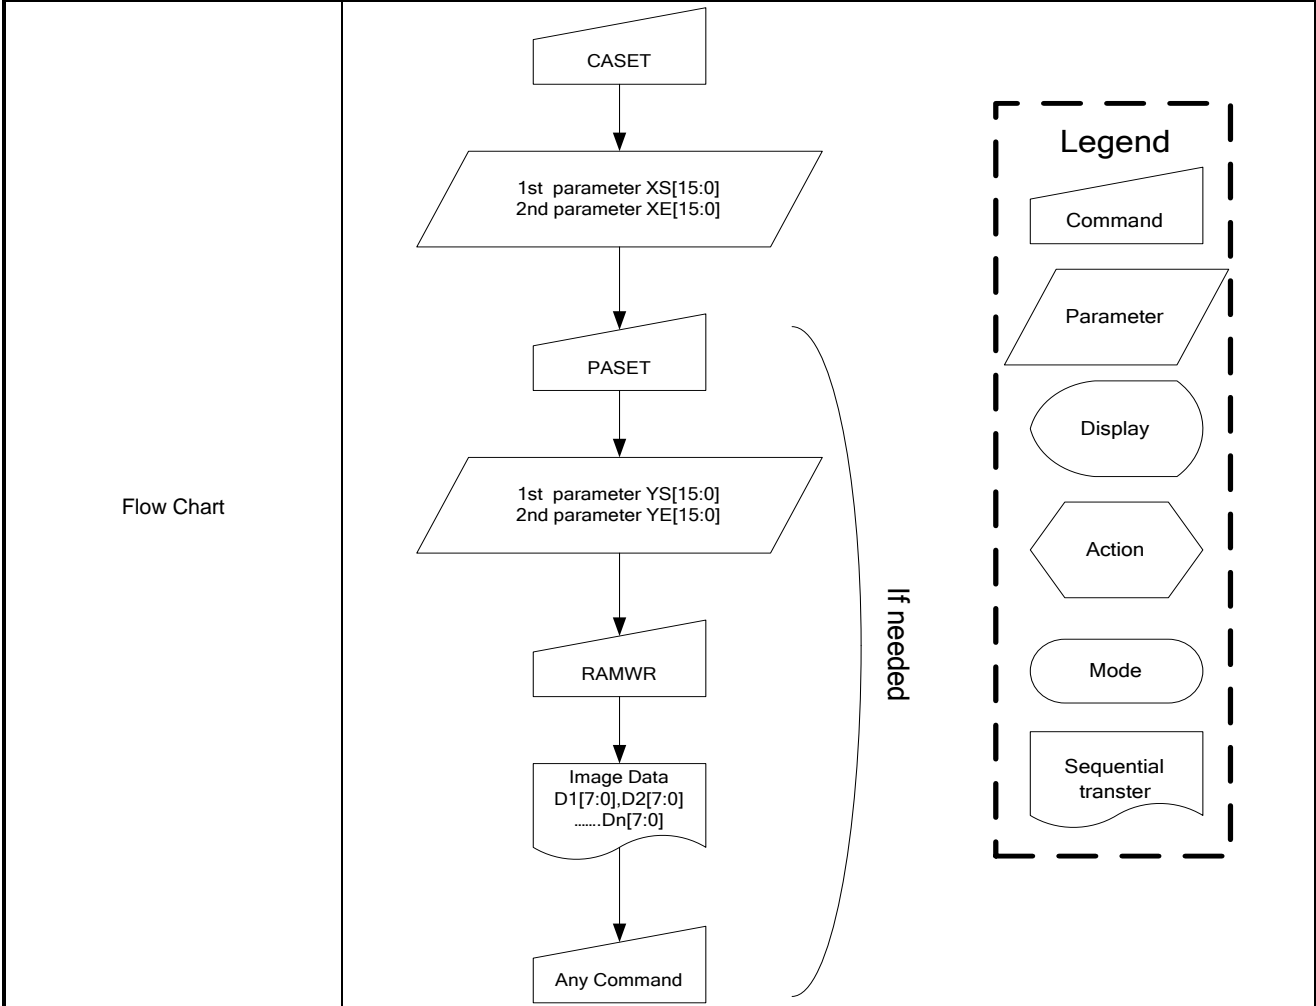 Flow Chart
CASET
1st parameter XS[15:0]
2nd parameter XE[15:0]
PASET
1st parameter YS[15:0]
2nd parameter YE[15:0]
RAMWR
Image Data
D1[7:0],D2[7:0]
.......Dn[7:0]
Any Command
If needed
Legend
Command
Parameter
Display
Action
Mode
Sequential
transter